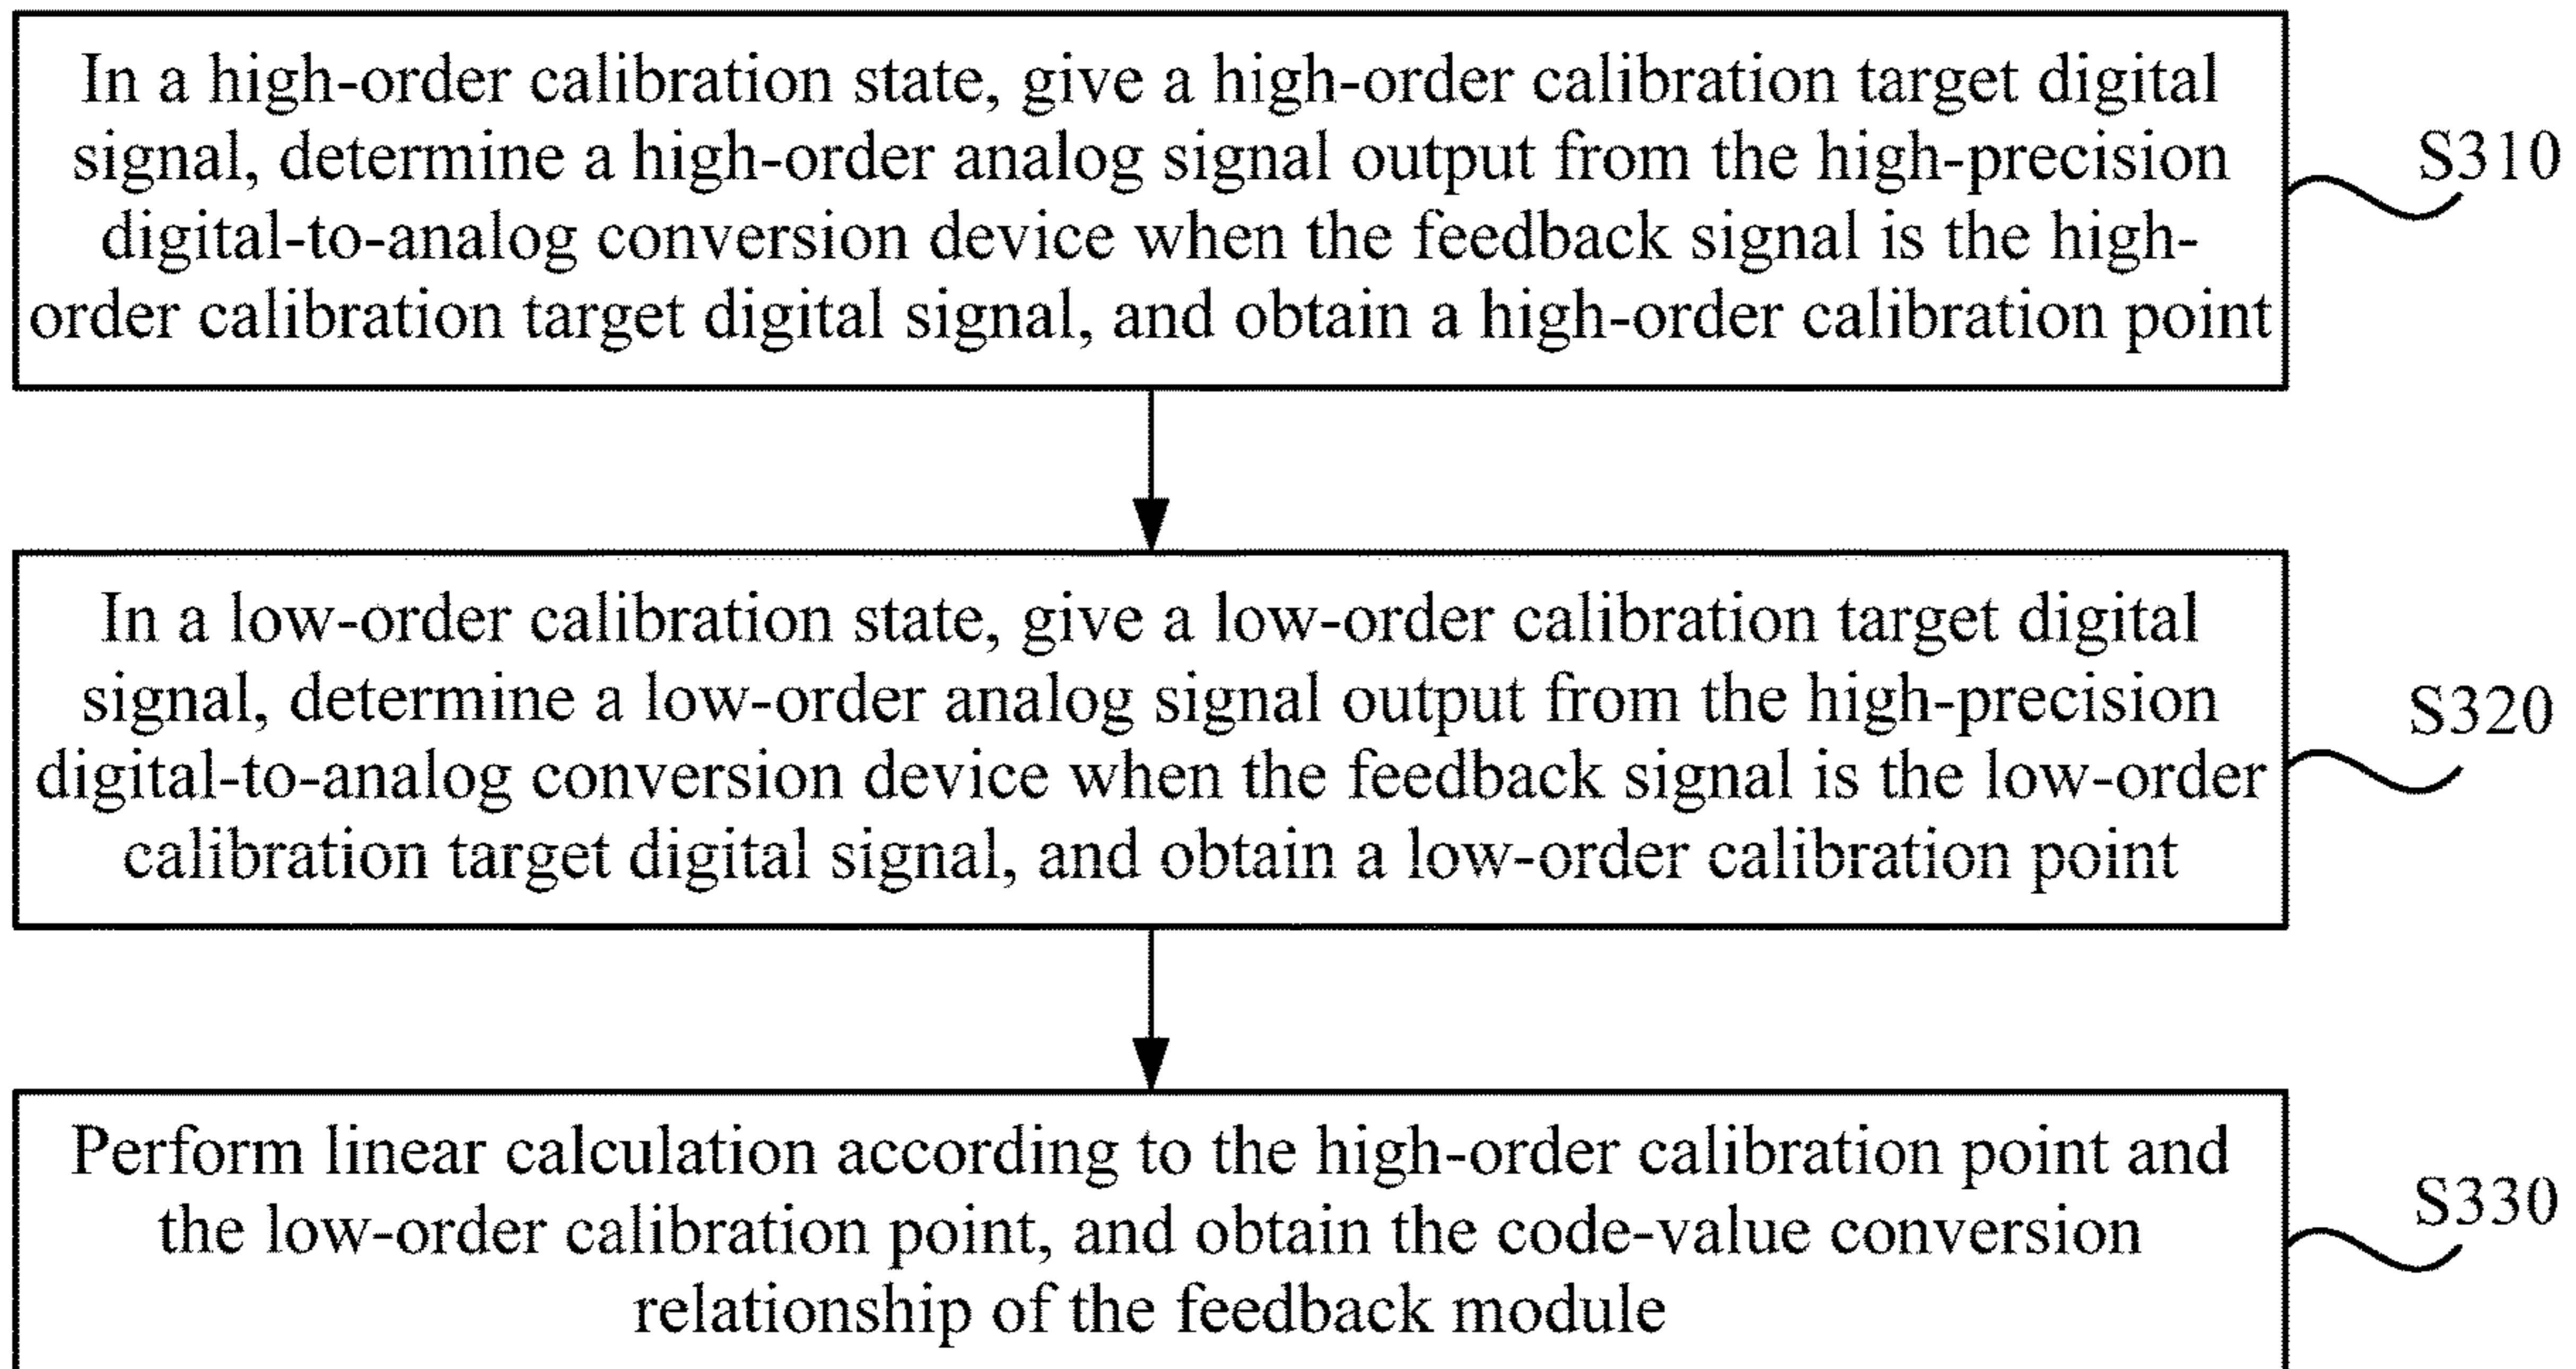 In a high-order calibration state, give a high-order calibration target digital
signal, determine a high-order analog signal output from the high-precision
digital-to-analog conversion device when the feedback signal is the high-
order calibration target digital signal, and obtain a high-order calibration point
S310
In a low-order calibration state, give a low-order calibration target digital
signal, determine a low-order analog signal output from the high-precision
digital-to-analog conversion device when the feedback signal is the low-order
calibration target digital signal, and obtain a low-order calibration point
S320
Perform linear calculation according to the high-order calibration point and
the low-order calibration point, and obtain the code-value conversion
relationship of the feedback module
S330